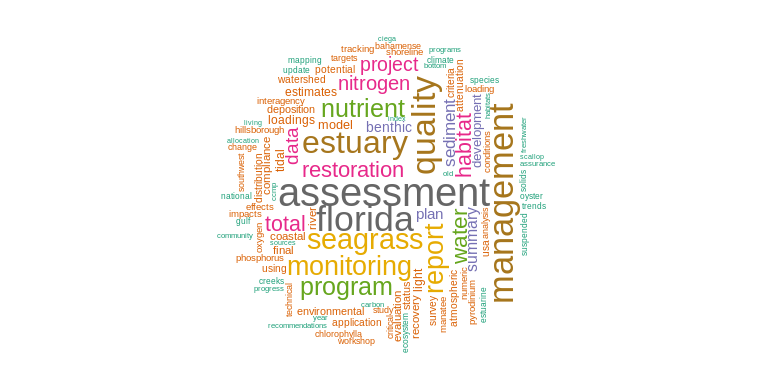 ciega
bahamense
tracking
shoreline
programs
mapping
targets
project
climate
bottom
update
potential
watershed
nitrogen
criteria
attenuation
species
estimates
loading
interagency
deposition
nutrient
quality
habitats
loadings
model
index
benthic
sediment
habitat
development
management
freshwater
living
hillsborough
estuary
allocation
change
data
compliance
tidal
restoration
conditions
scallop
assurance
southwest
distribution
old
solids
assessment
national
ccmp
oyster
effects
florida
plan
trends
impacts
total
river
water
summary
analysis
suspended
gulf
community
coastal
seagrass
report
usa
oxygen
sources
final
phosphorus
using
monitoring
creeks
progress
technical
program
status
light
recovery
survey
manatee
atmospheric
numeric
pyrodinium
estuarine
carbon
environmental
study
year
application
critical
evaluation
ecosystem
recommendations
chlorophylla
workshop